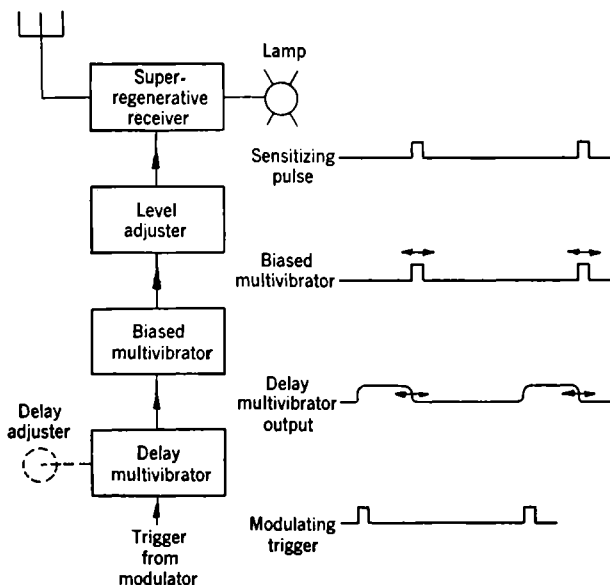 Lamp
Super-
regenerative
receiver
Sensitizing
pulse
Level
adjuster
Biased
multivibrator
Biased
multivibrator
Delay
adjuster
Delay
multivibrator
Delay
multivibrator
output
Trigger
from
modulator
Modulating
trigger